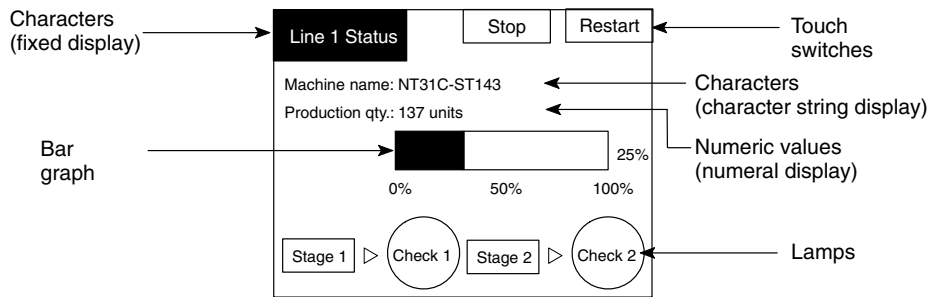 Characters
(fixed display)
Line 1 Status
Stop
Restart
Touch
switches
Machine name: NT31C-ST143
Characters
(character string display)
Production qty.: 137 units
Bar
graph
25%
Numeric values
(numeral display)
0%
50%
100%
Stage 1
Check 1
Stage 2
Check 2
Lamps